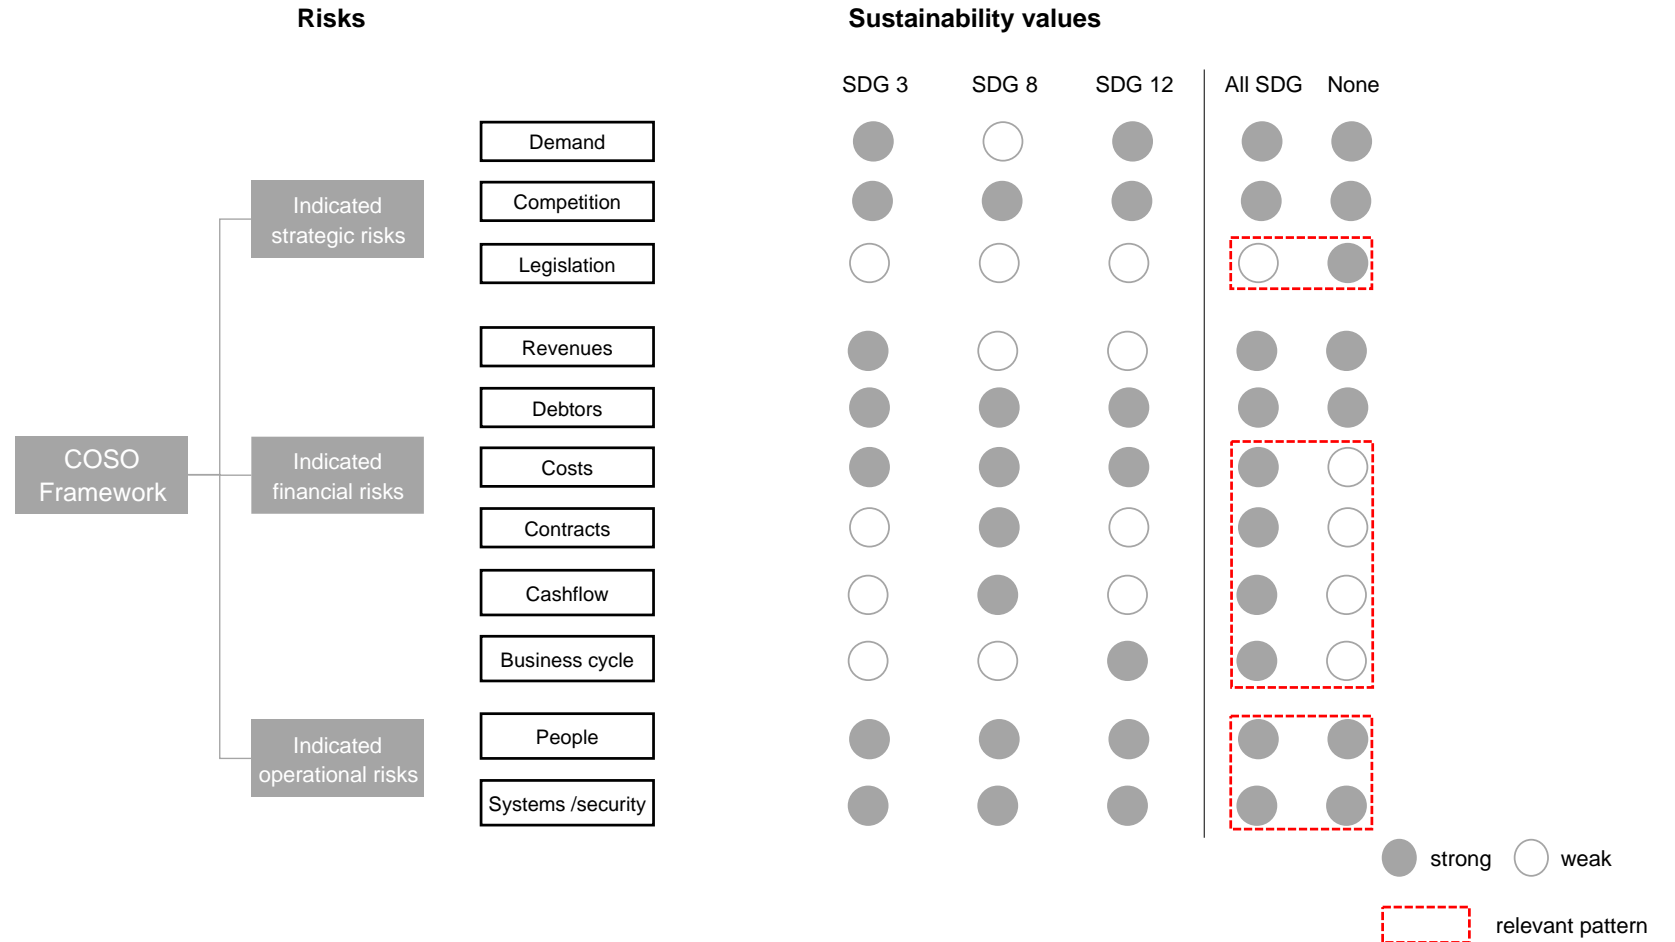 Risks
Sustainability values
SDG 3
SDG 8
SDG 12
All SDG
None
Demand
Competition
Legislation
Indicated
strategic risks
Revenues
Debtors
Costs
Contracts
Cashflow
Business cycle
COSO
Framework
Indicated
financial risks
People
Systems /security
Indicated
operational risks
strong
weak
relevant pattern